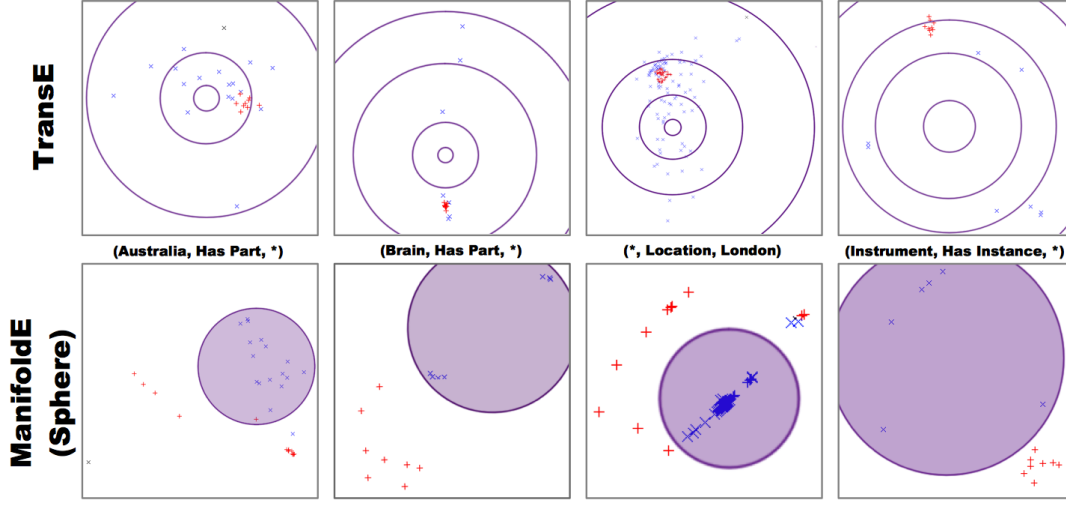 TransE
(Australia, Has Part, *)
(Brain, Has Part, *)
(*, Location, London)
(Instrument, Has Instance, *)
ManifoldE
(Sphere)